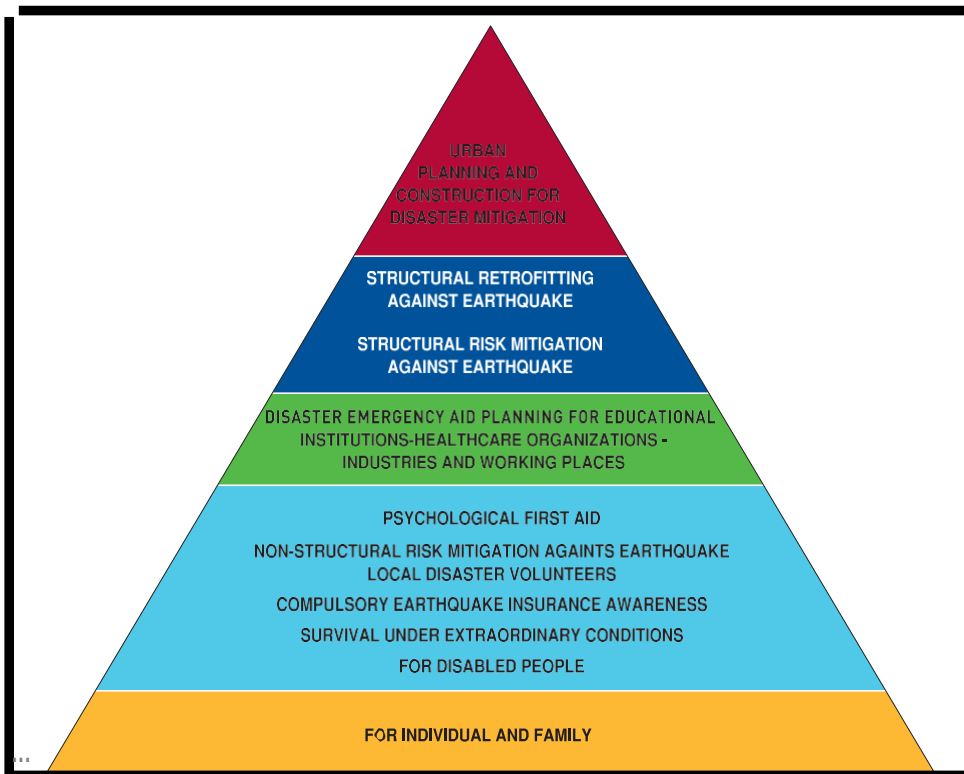 URBAN
PLANNING AND
CONSTRUCTION FOR
DISASTER MITIGATION
STRUCTURAL RETROFITTING
AGAINST EARTHQUAKE
STRUCTURAL RISK MITIGATION
AGAINST EARTHQUAKE
DISASTER EMERGENCY AID PLANNING FOR EDUCATIONAL
INSTITUTIONS-HEALTHCARE ORGANIZATIONS -
INDUSTRIES AND WORKING PLACES
PSYCHOLOGICAL FIRST AID
NON-STRUCTURAL RISK MITIGATION AGAINTS EARTHQUAKE
LOCAL DISASTER VOLUNTEERS
COMPULSORY EARTHQUAKE INSURANCE AWARENESS
SURVIVAL UNDER EXTRAORDINARY CONDITIONS
FOR DISABLED PEOPLE
FOR INDIVIDUAL AND FAMILY
...